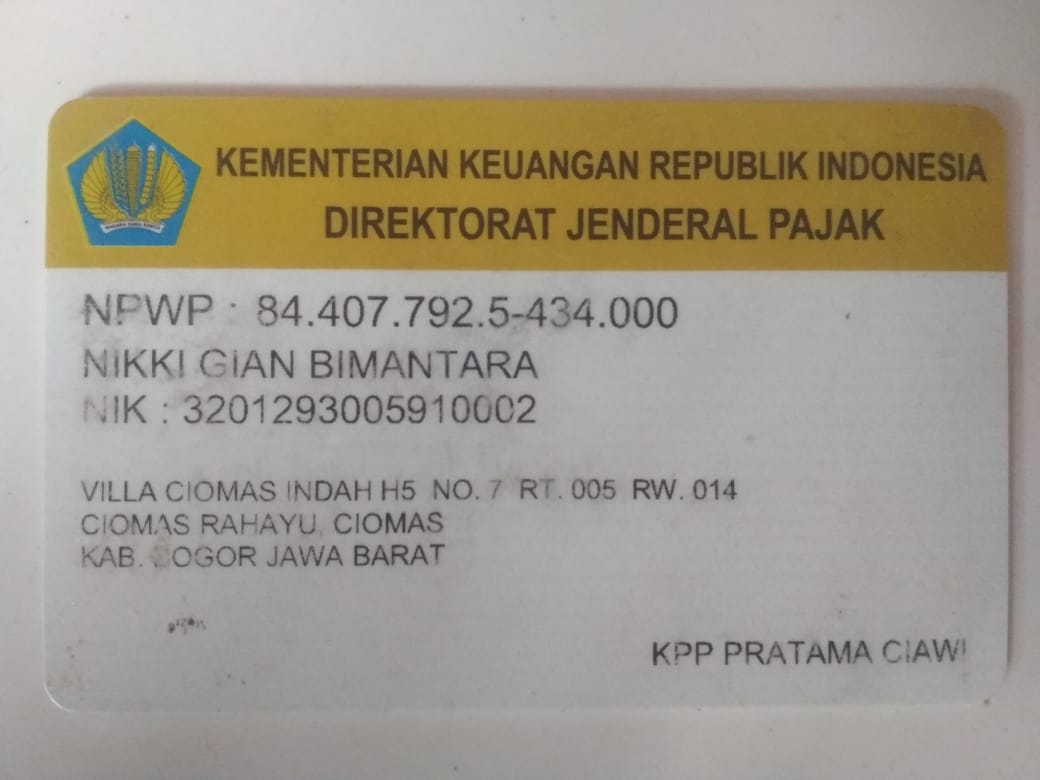 KEMENTERIAN KEUANGAN REPUBLIK INDONESIA
DIREKTORAT JENDERAL PAJAK
NAGARA DANA RAKCA
NPWP : 84.407.792.5-434.000
NIKKI GIAN BIMANTARA
NIK : 3201293005910002
VILLA CIOMAS INDAH H5 NO. 7 RT. 005 RW. 014
CIOMAS RAHAYU, CIOMAS
KAB. BOGOR JAWA BARAT
KPP PRATAMA CIAWI